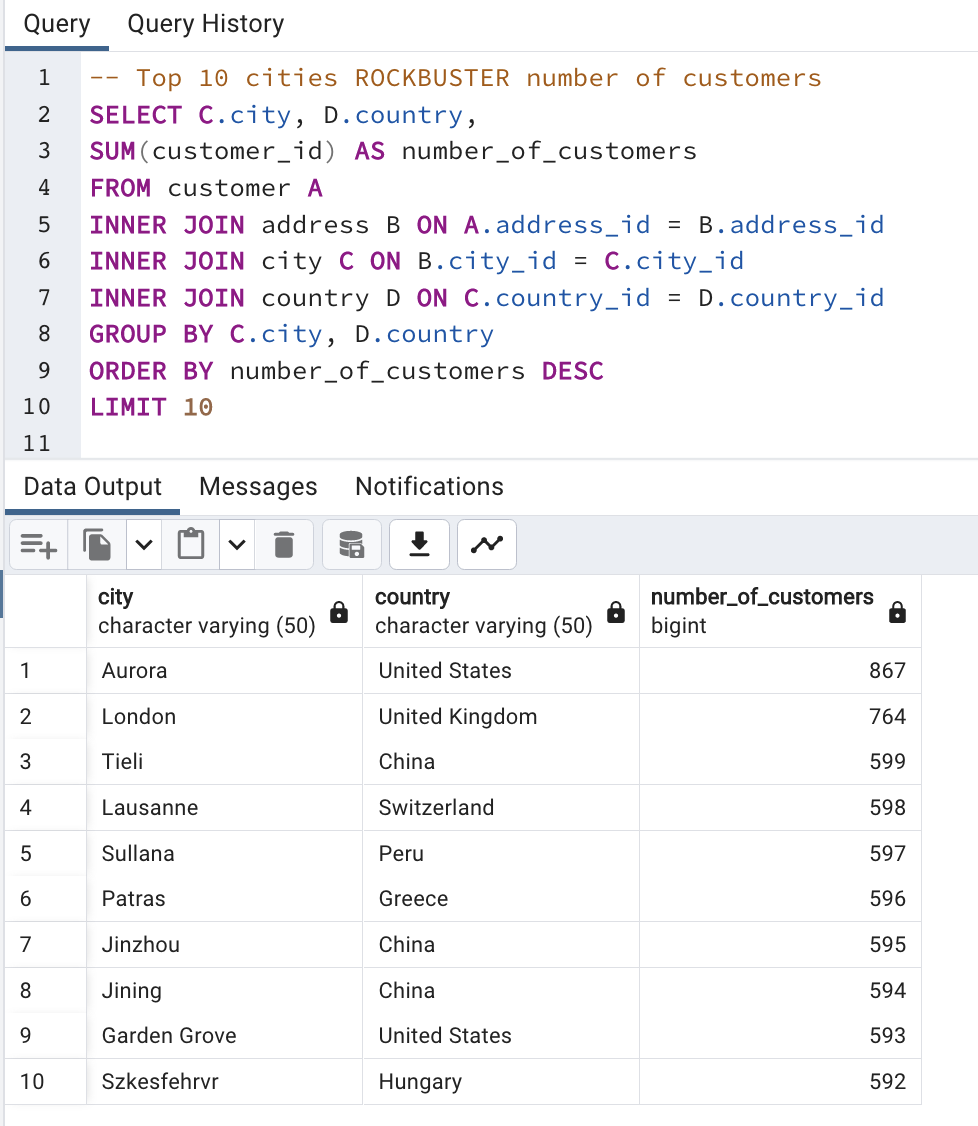 Query Query History
1 -- Top 10 cities ROCKBUSTER number of customers
2 SELECT C.city, D.country,
3 SUM(customer_id) AS number_of_customers
4 FROM customer A
5 INNER JOIN address B ON A.address_id = B.address_id
6 INNER JOIN city C ON B.city_id = C.city_id
7 INNER JOIN country D ON C.country_id = D.country_id
8 GROUP BY C.city, D.country
9 ORDER BY number_of_customers DESC
10 LIMIT 10
11
Data Output Messages Notifications
city country number_of_customers
character varying (50) character varying (50) bigint
1 Aurora United States 867
2 London United Kingdom 764
3 Tieli China 599
4 Lausanne Switzerland 598
5 Sullana Peru 597
6 Patras Greece 596
7 Jinzhou China 595
8 Jining China 594
9 Garden Grove United States 593
10 Szkesfehrvr Hungary 592